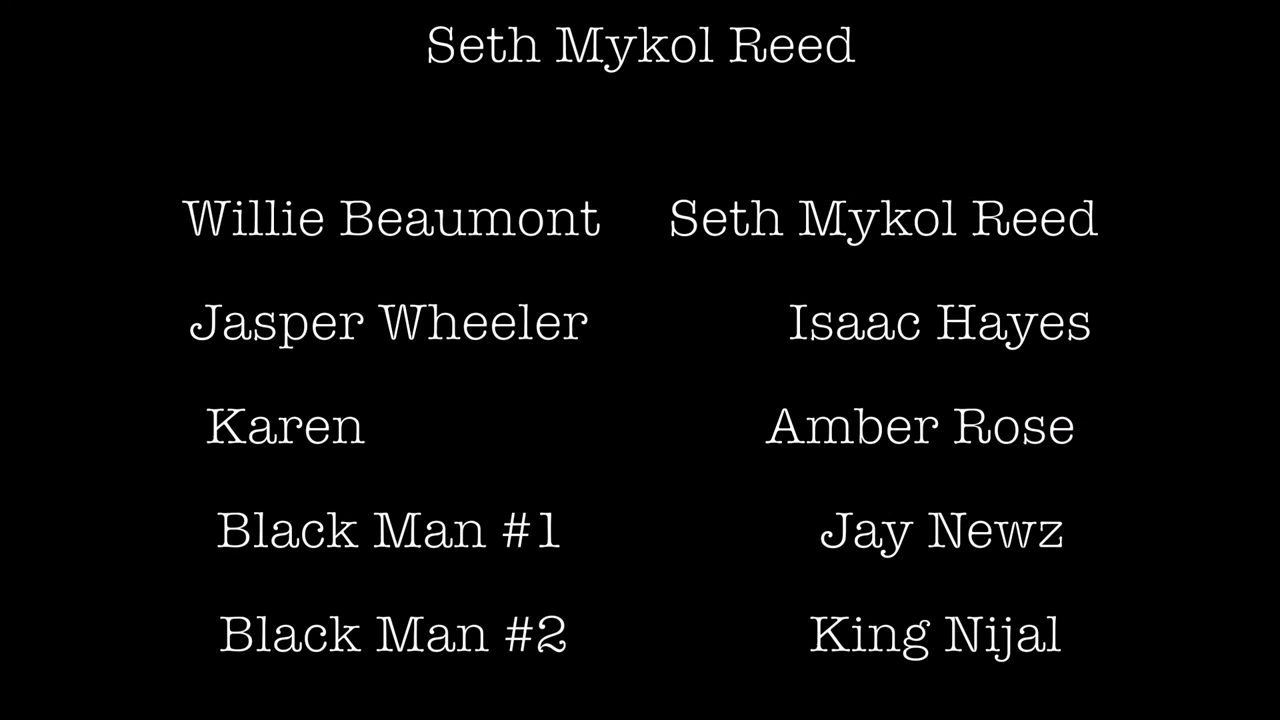 Seth Mykol Reed
Willie Beaumont Seth Mykol Reed
Jasper Wheeler Isaac Hayes
Karen Amber Rose
Black Man #1 Jay Newz
Black Man #2 King Nijal